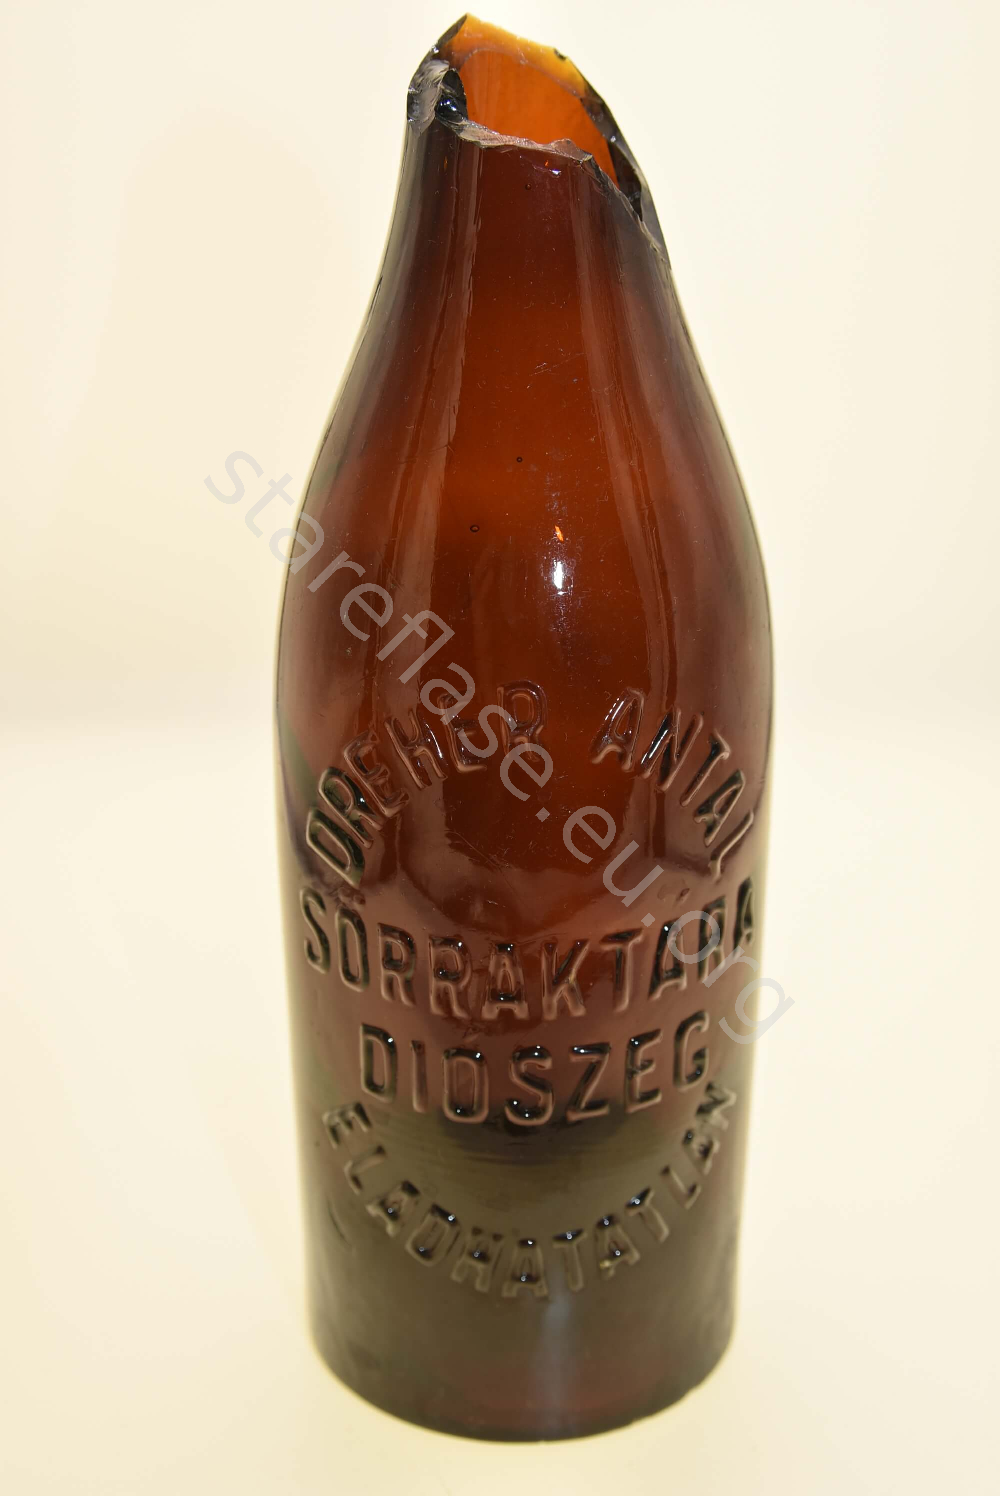 DREHER ANTAL
SÖRRAKTÁRA
DIOSZEG
ELADHATATLAN
stareflase.eu.org